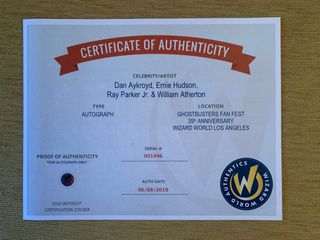 CERTIFICATE OF AUTHENTICITY
CELEBRITY/ARTIST
Dan Aykroyd, Ernie Hudson,
Ray Parker Jr. & William Atherton
TYPE
AUTOGRAPH
LOCATION
GHOSTBUSTERS FAN FEST
35th ANNIVERSARY
WIZARD WORLD LOS ANGELES
SERIAL #:
001496
PROOF OF AUTHENTICITY
*FOR AUTOGRAPH ONLY
AUTH DATE:
06/08/2019
VOID WITHOUT
CERTIFICATION STICKER
WIZARD WORLD AUTHENTICS
W